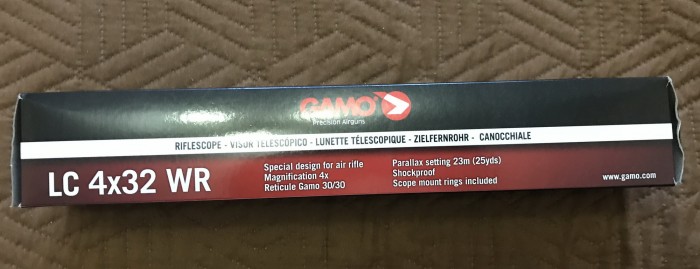 GAMO
Precision Airguns
RIFLESCOPE - VISOR TELESCÓPICO - LUNETTE TÉLESCOPIQUE - ZIELFERNROHR - CANOCCHIALE
LC 4x32 WR
Special design for air rifle
Magnification 4x
Reticule Gamo 30/30
Parallax setting 23m (25yds)
Shockproof
Scope mount rings included
www.gamo.com